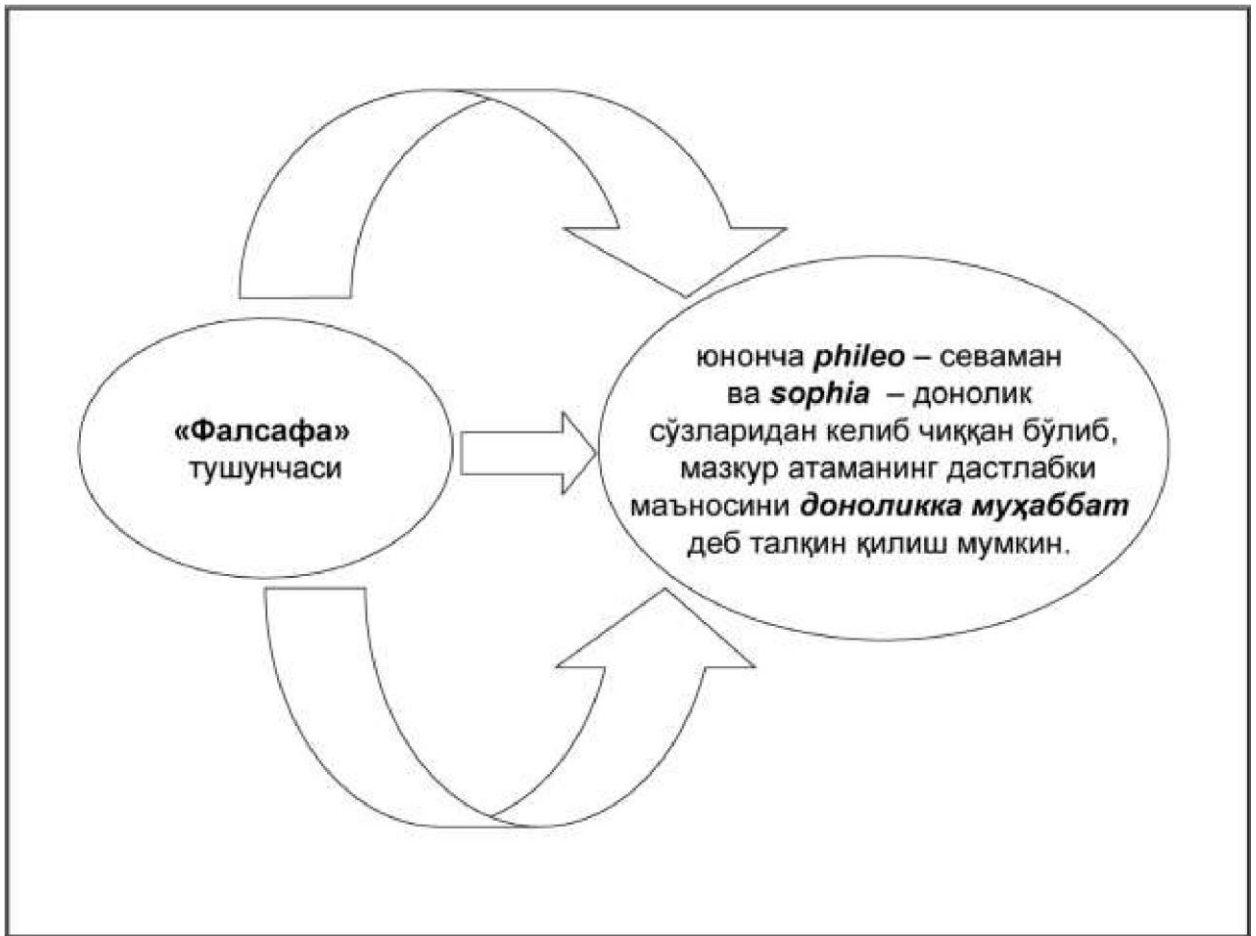 «Фалсафа»
тушунчаси
юнонча phileo – севаман
ва sophia – донолик
сўзларидан келиб чиққан бўлиб,
мазкур атаманинг дастлабки
маъносини доноликка муҳаббат
деб талқин қилиш мумкин.